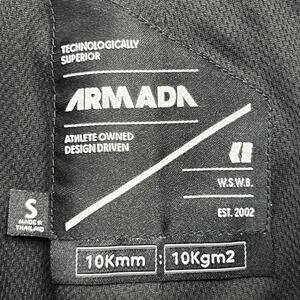 TECHNOLOGICALLY
SUPERIOR
ARMADA
ATHLETE OWNED
DESIGN DRIVEN
W.S.W.B.
EST. 2002
S
MADE IN
THAILAND
10Kmm : 10Kgm2